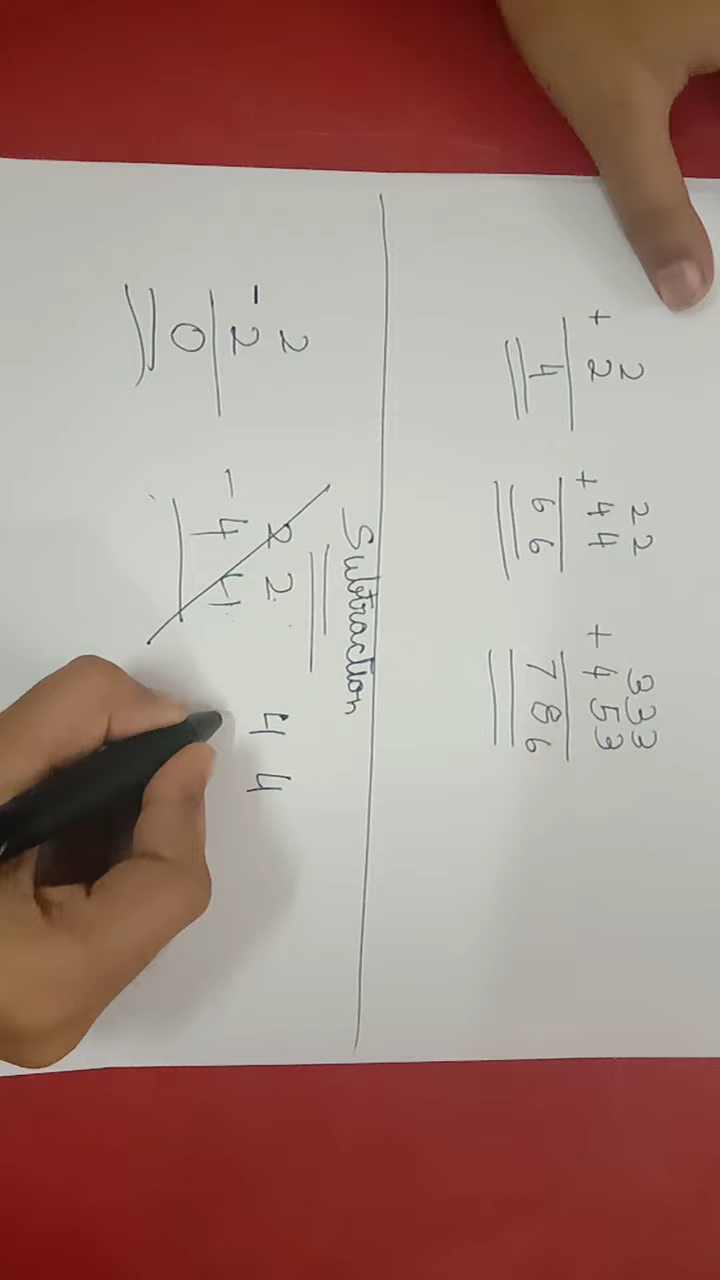 2 22 333
+ 2 + 44 + 453
4 66 786
Subtraction
2 22 44
- 2 - 44
0